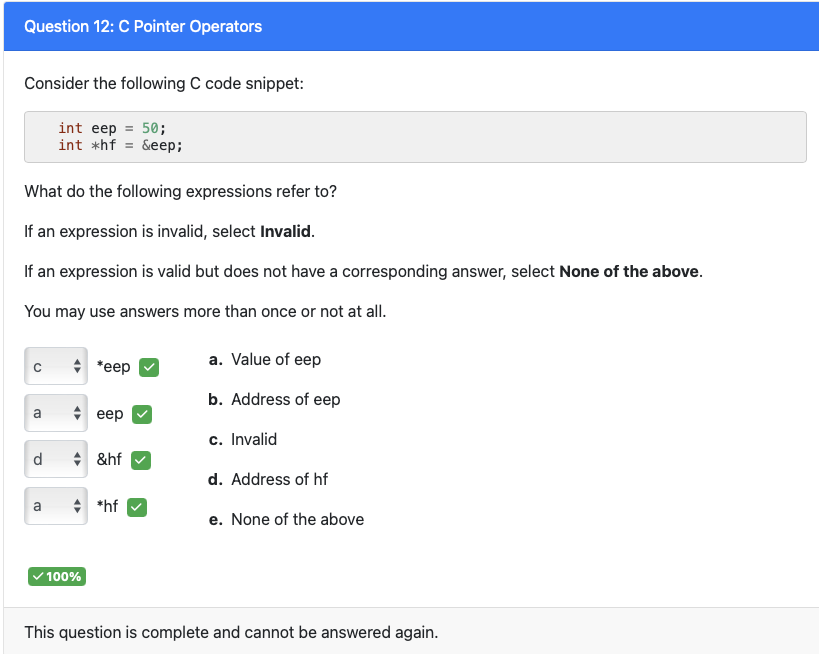 Question 12: C Pointer Operators
Consider the following C code snippet:
int eep = 50;
int *hf = &eep;
What do the following expressions refer to?
If an expression is invalid, select Invalid.
If an expression is valid but does not have a corresponding answer, select None of the above.
You may use answers more than once or not at all.
c *eep
a eep
d &hf
a *hf
a. Value of eep
b. Address of eep
c. Invalid
d. Address of hf
e. None of the above
100%
This question is complete and cannot be answered again.